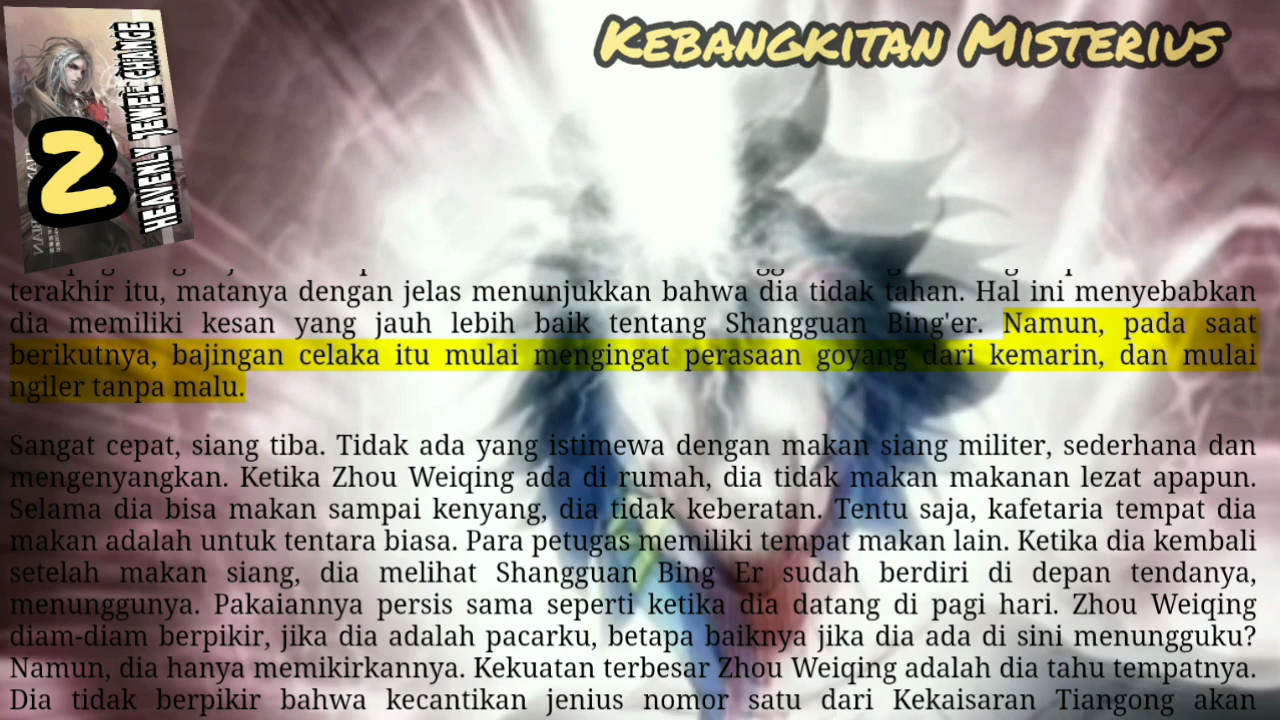 Kebangkitan Misterius
HEAVENLY JEWEL CHANGE
2
terakhir itu, matanya dengan jelas menunjukkan bahwa dia tidak tahan. Hal ini menyebabkan
dia memiliki kesan yang jauh lebih baik tentang Shangguan Bing'er. Namun, pada saat
berikutnya, bajingan celaka itu mulai mengingat perasaan goyang dari kemarin, dan mulai
ngiler tanpa malu.
Sangat cepat, siang tiba. Tidak ada yang istimewa dengan makan siang militer, sederhana dan
mengenyangkan. Ketika Zhou Weiqing ada di rumah, dia tidak makan makanan lezat apapun.
Selama dia bisa makan sampai kenyang, dia tidak keberatan. Tentu saja, kafetaria tempat dia
makan adalah untuk tentara biasa. Para petugas memiliki tempat makan lain. Ketika dia kembali
setelah makan siang, dia melihat Shangguan Bing Er sudah berdiri di depan tendanya,
menunggunya. Pakaiannya persis sama seperti ketika dia datang di pagi hari. Zhou Weiqing
diam-diam berpikir, jika dia adalah pacarku, betapa baiknya jika dia ada di sini menungguku?
Namun, dia hanya memikirkannya. Kekuatan terbesar Zhou Weiqing adalah dia tahu tempatnya.
Dia tidak berpikir bahwa kecantikan jenius nomor satu dari Kekaisaran Tiangong akan